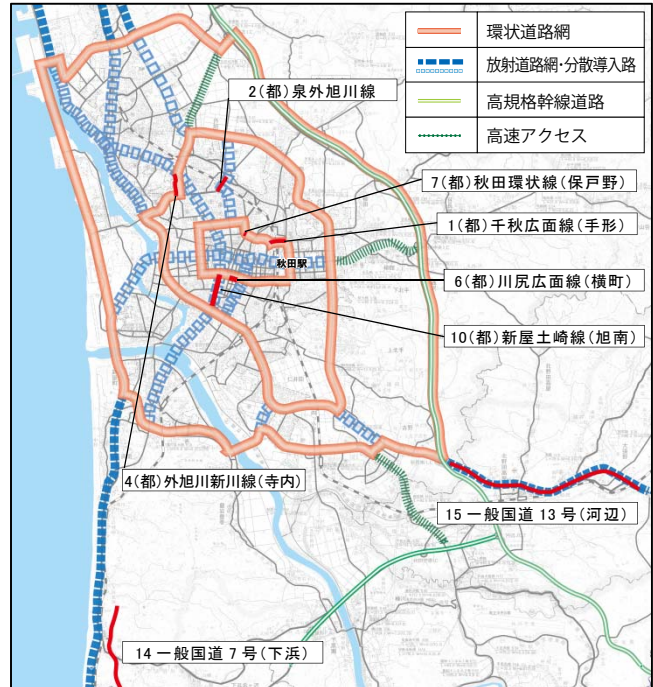 環状道路網
放射道路網・分散導入路
高規格幹線道路
高速アクセス
2(都)泉外旭川線
7(都)秋田環状線(保戸野)
1(都)千秋広面線(手形)
秋田駅
6(都)川尻広面線(横町)
10(都)新屋土崎線(旭南)
4(都)外旭川新川線(寺内)
15 一般国道 13 号(河辺)
14 一般国道 7 号(下浜)